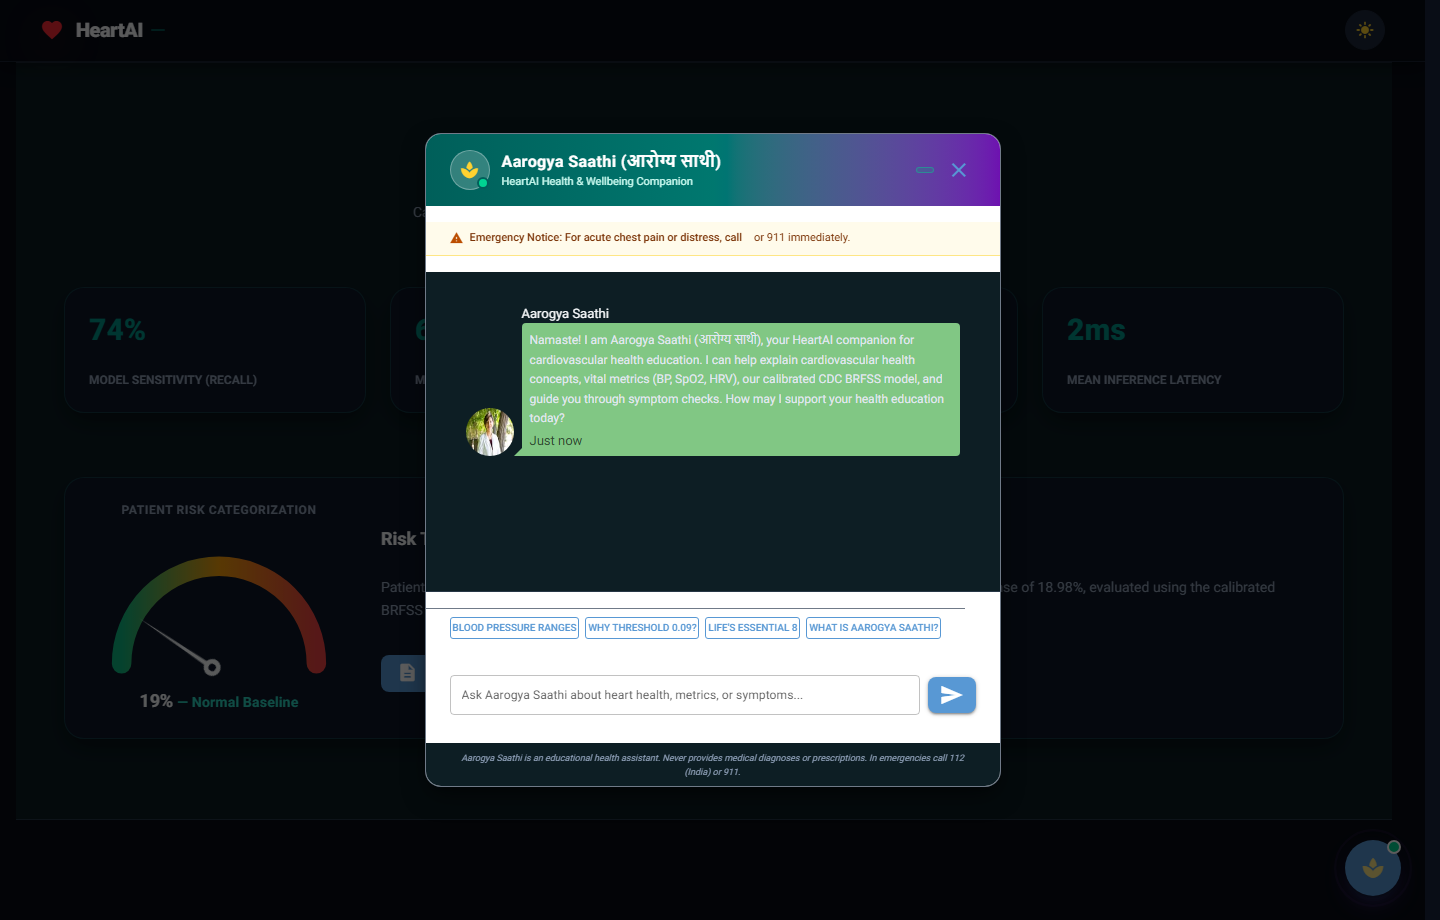 HeartAI
Aarogya Saathi (आरोग्य साथी)
HeartAI Health & Wellbeing Companion
Emergency Notice: For acute chest pain or distress, call or 911 immediately.
74%
MODEL SENSITIVITY (RECALL)
2ms
MEAN INFERENCE LATENCY
Aarogya Saathi
Namaste! I am Aarogya Saathi (आरोग्य साथी), your HeartAI companion for
cardiovascular health education. I can help explain cardiovascular health
concepts, vital metrics (BP, SpO2, HRV), our calibrated CDC BRFSS model, and
guide you through symptom checks. How may I support your health education
today?
Just now
PATIENT RISK CATEGORIZATION
19% — Normal Baseline
Risk
Patient
of 18.98%, evaluated using the calibrated
BRFSS
BLOOD PRESSURE RANGES
WHY THRESHOLD 0.09?
LIFE'S ESSENTIAL 8
WHAT IS AAROGYA SAATHI?
Ask Aarogya Saathi about heart health, metrics, or symptoms...
Aarogya Saathi is an educational health assistant. Never provides medical diagnoses or prescriptions. In emergencies call 112
(India) or 911.